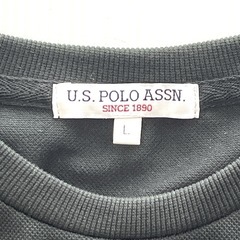 U.S. POLO ASSN.
SINCE 1890
L